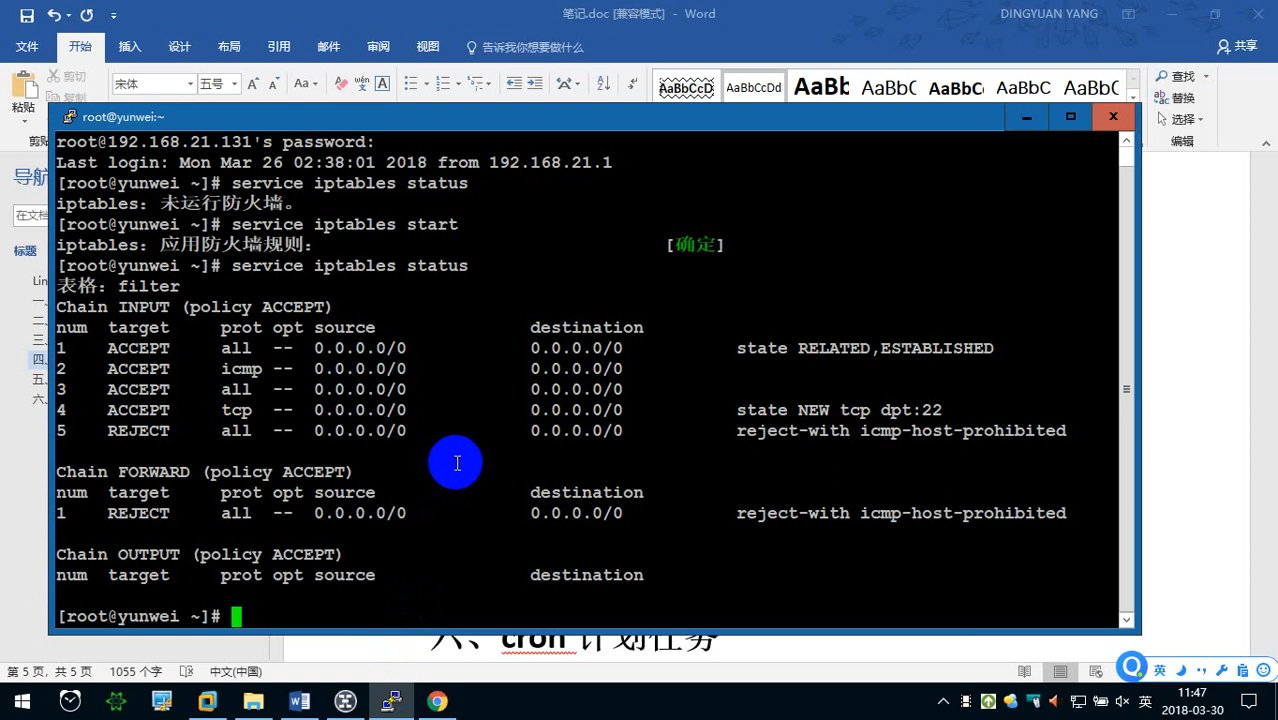 笔记.doc [兼容模式] - Word
DINGYUAN YANG
文件 开始 插入 设计 布局 引用 邮件 审阅 视图 告诉我你想要做什么
共享
剪切
宋体 五号 Aa wén A
AaBbCcD AaBbCcDd AaBb AaBbC AaBbC AaBbC AaBbC
查找
替换
选择
编辑
粘贴
复制
剪贴
root@yunwei:~
root@192.168.21.131's password:
Last login: Mon Mar 26 02:38:01 2018 from 192.168.21.1
[root@yunwei ~]# service iptables status
iptables: 未运行防火墙。
[root@yunwei ~]# service iptables start
iptables: 应用防火墙规则: [确定]
[root@yunwei ~]# service iptables status
表格: filter
Chain INPUT (policy ACCEPT)
num target prot opt source destination
1 ACCEPT all -- 0.0.0.0/0 0.0.0.0/0 state RELATED,ESTABLISHED
2 ACCEPT icmp -- 0.0.0.0/0 0.0.0.0/0
3 ACCEPT all -- 0.0.0.0/0 0.0.0.0/0
4 ACCEPT tcp -- 0.0.0.0/0 0.0.0.0/0 state NEW tcp dpt:22
5 REJECT all -- 0.0.0.0/0 0.0.0.0/0 reject-with icmp-host-prohibited
Chain FORWARD (policy ACCEPT)
num target prot opt source destination
1 REJECT all -- 0.0.0.0/0 0.0.0.0/0 reject-with icmp-host-prohibited
Chain OUTPUT (policy ACCEPT)
num target prot opt source destination
[root@yunwei ~]#
导航
在文档
标题
Lin
一、
二、
三、
四、
五、
六、
六、cron 计划任务
第 5 页，共 5 页 1055 个字 中文(中国)
英
英
11:47
2018-03-30